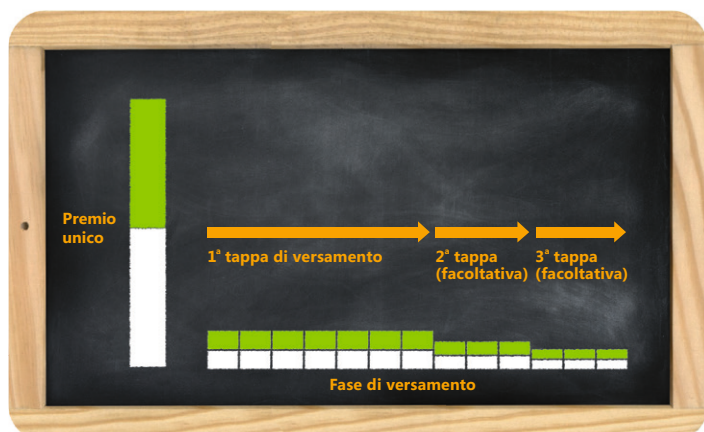 Premio
unico
1ª tappa di versamento
2ª tappa
(facoltativa)
3ª tappa
(facoltativa)
Fase di versamento